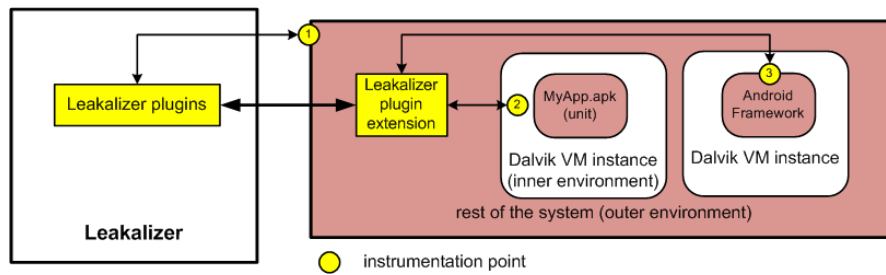 1
Leakalizer plugins
Leakalizer
plugin
extension
2
MyApp.apk
(unit)
3
Android
Framework
Dalvik VM instance
(inner environment)
Dalvik VM instance
rest of the system (outer environment)
Leakalizer
instrumentation point